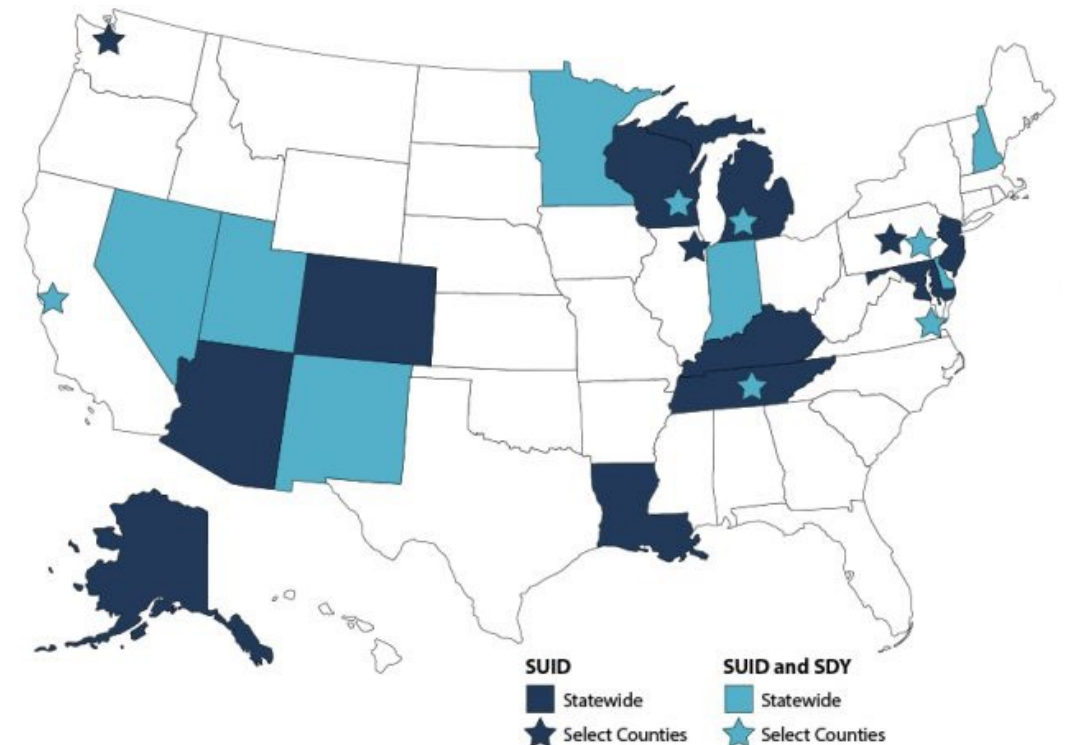 SUID
Statewide
Select Counties
SUID and SDY
Statewide
Select Counties